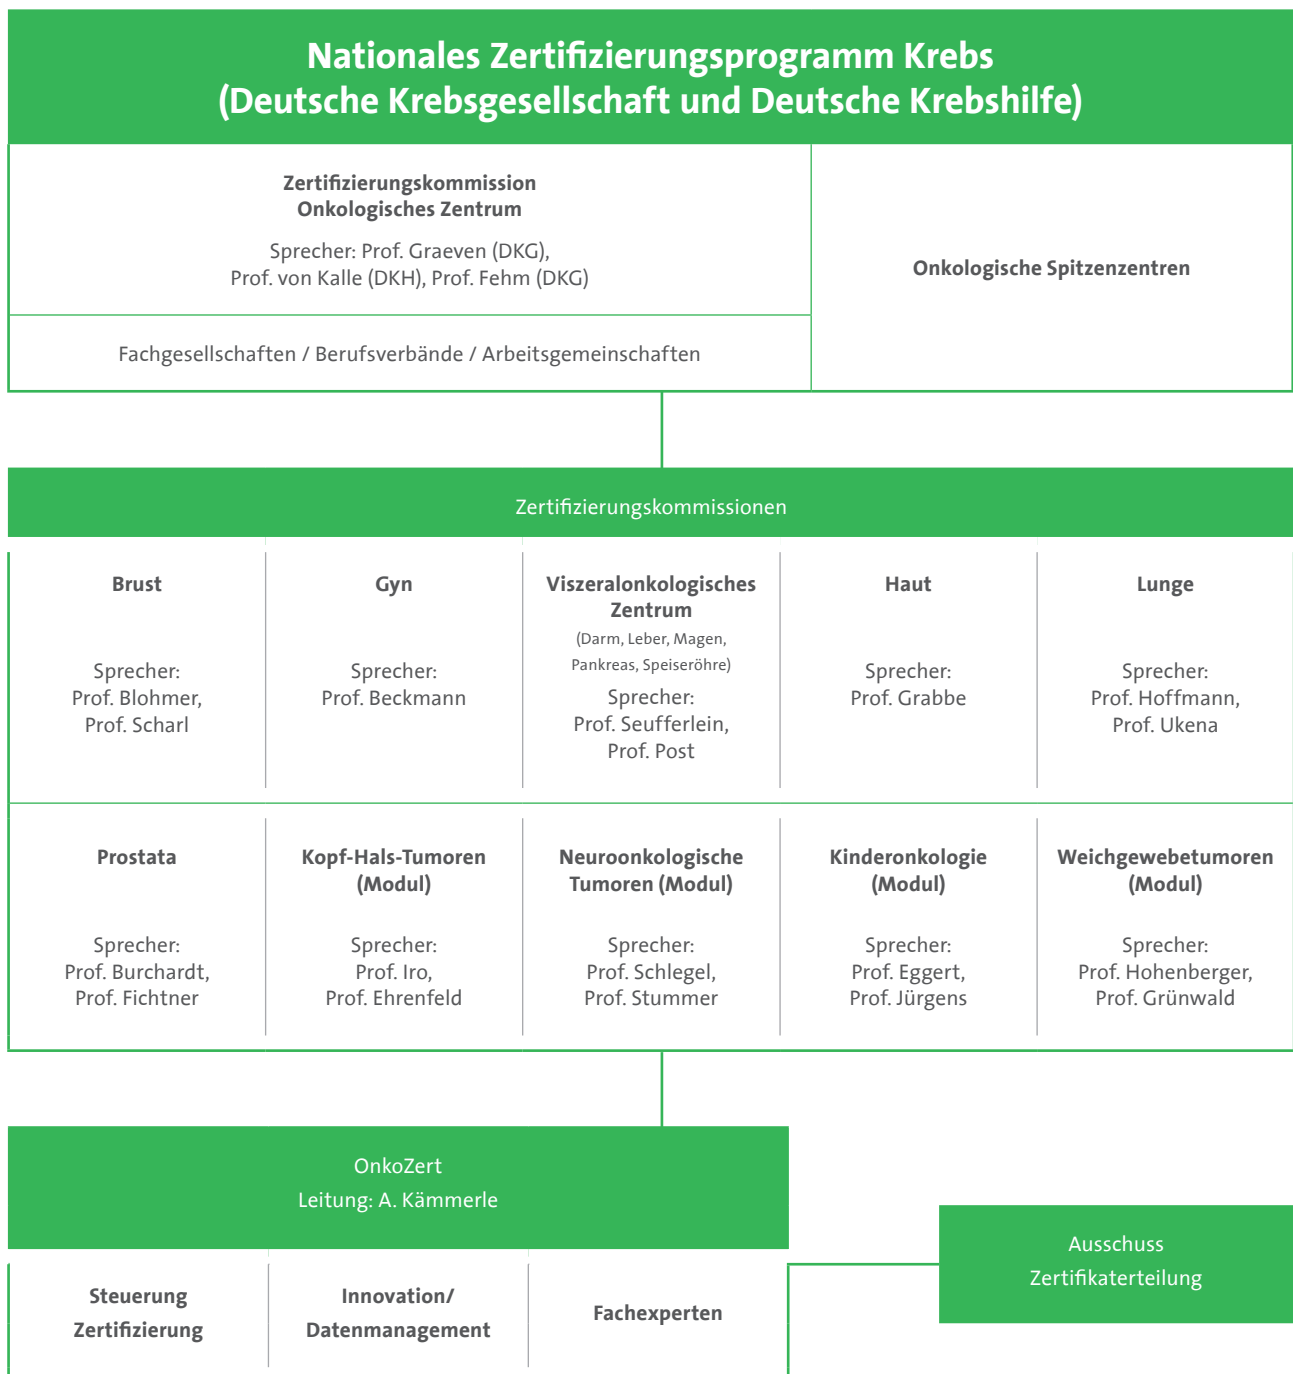 Nationales Zertifizierungsprogramm Krebs
(Deutsche Krebsgesellschaft und Deutsche Krebshilfe)
Zertifizierungskommission
Onkologisches Zentrum
Sprecher: Prof. Graeven (DKG),
Prof. von Kalle (DKH), Prof. Fehm (DKG)
Onkologische Spitzenzentren
Fachgesellschaften / Berufsverbände / Arbeitsgemeinschaften
Zertifizierungskommissionen
Brust
Sprecher:
Prof. Blohmer,
Prof. Scharl
Gyn
Sprecher:
Prof. Beckmann
Viszeralonkologisches
Zentrum
(Darm, Leber, Magen,
Pankreas, Speiseröhre)
Sprecher:
Prof. Seufferlein,
Prof. Post
Haut
Sprecher:
Prof. Grabbe
Lunge
Sprecher:
Prof. Hoffmann,
Prof. Ukena
Prostata
Sprecher:
Prof. Burchardt,
Prof. Fichtner
Kopf-Hals-Tumoren
(Modul)
Sprecher:
Prof. Iro,
Prof. Ehrenfeld
Neuroonkologische
Tumoren (Modul)
Sprecher:
Prof. Schlegel,
Prof. Stummer
Kinderonkologie
(Modul)
Sprecher:
Prof. Eggert,
Prof. Jürgens
Weichgewebetumoren
(Modul)
Sprecher:
Prof. Hohenberger,
Prof. Grünwald
OnkoZert
Leitung: A. Kämmerle
Ausschuss
Zertifikaterteilung
Steuerung
Zertifizierung
Innovation/
Datenmanagement
Fachexperten